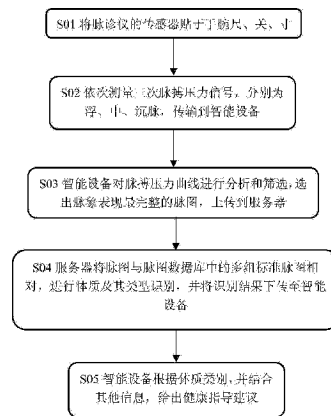 S01 将脉诊仪的传感器贴于手腕尺、关、寸
S02 依次测量三次脉搏压力信号，分别为
浮、中、沉脉，传输到智能设备
S03 智能设备对脉搏压力曲线进行分析和筛选，选
出脉象表现最完整的脉图，上传到服务器
S04 服务器将脉图与脉图数据库中的多组标准脉图相
对，进行体质及其类型识别，并将识别结果下传至智能
设备
S05 智能设备根据体质类别，并结合
其他信息，给出健康指导建议